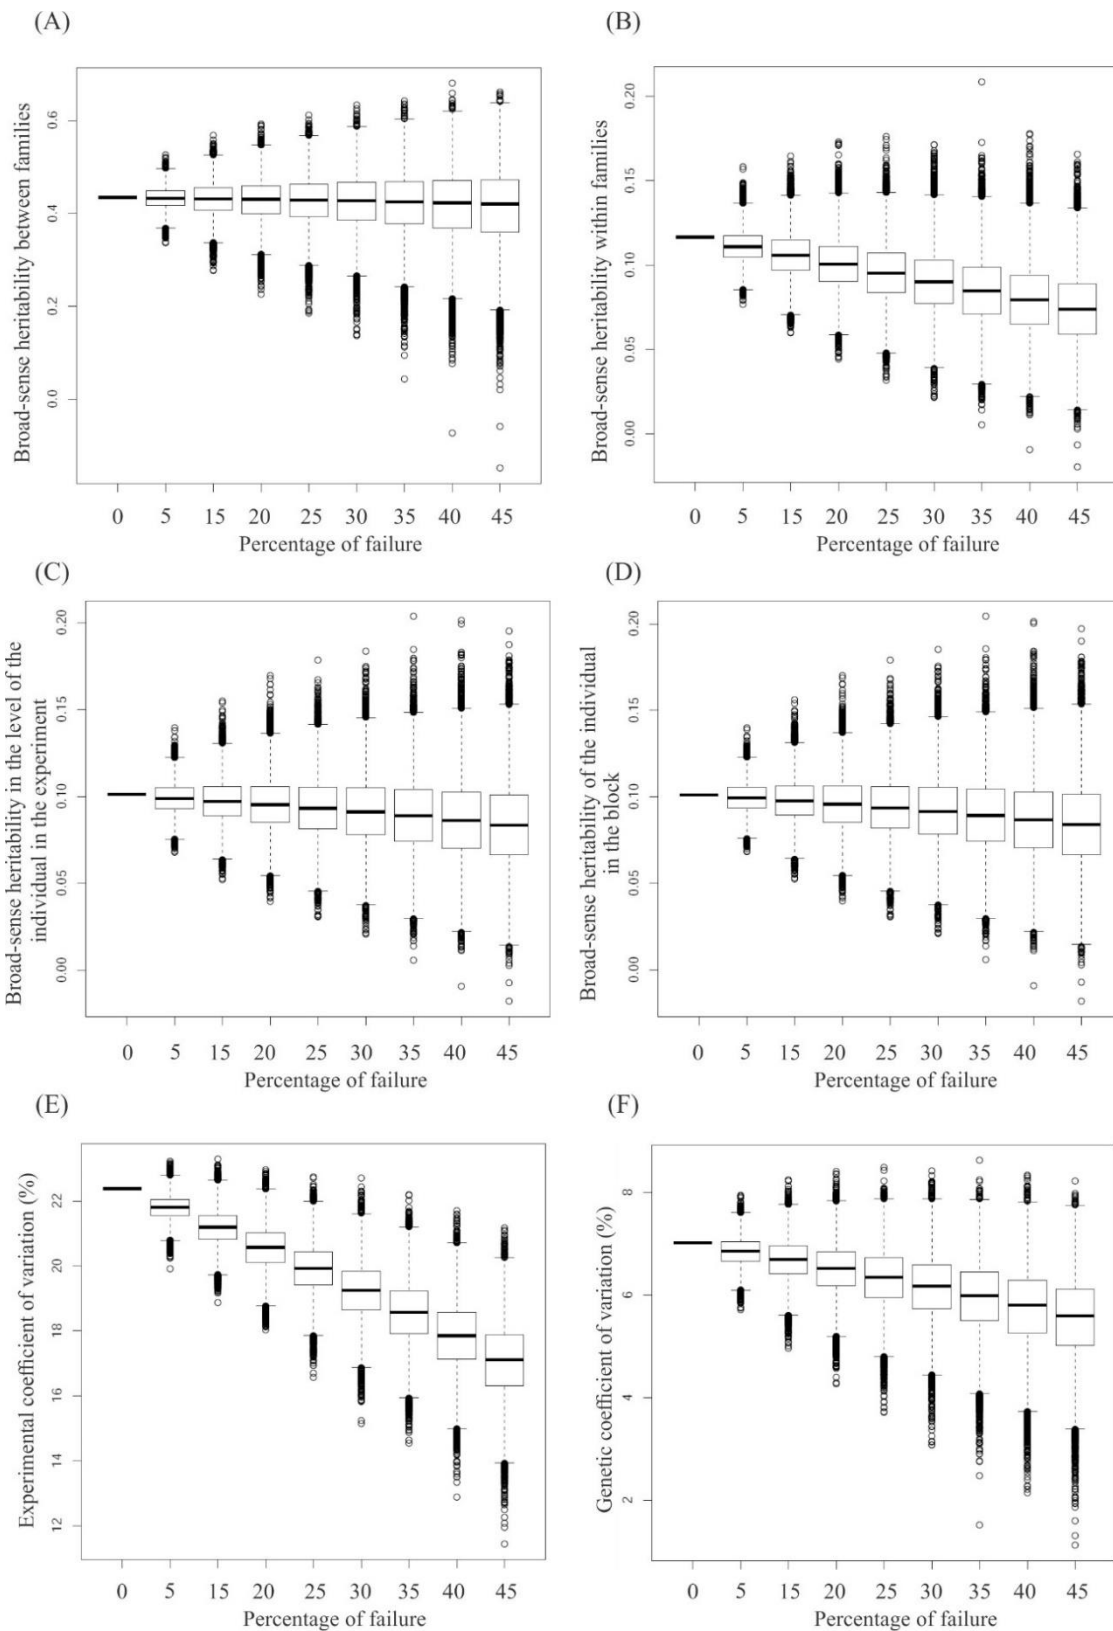 (A)
Broad-sense heritability between families
0.6
0.4
0.2
0.0
0 5 15 20 25 30 35 40 45
Percentage of failure
(B)
Broad-sense heritability within families
0.20
0.15
0.10
0.05
0.00
0 5 15 20 25 30 35 40 45
Percentage of failure
(C)
Broad-sense heritability in the level of the
individual in the experiment
0.20
0.15
0.10
0.05
0.00
0 5 15 20 25 30 35 40 45
Percentage of failure
(D)
Broad-sense heritability of the individual
in the block
0.20
0.15
0.10
0.05
0.00
0 5 15 20 25 30 35 40 45
Percentage of failure
(E)
Experimental coefficient of variation (%)
22
20
18
16
14
12
0 5 15 20 25 30 35 40 45
Percentage of failure
(F)
Genetic coefficient of variation (%)
8
6
4
2
0 5 15 20 25 30 35 40 45
Percentage of failure